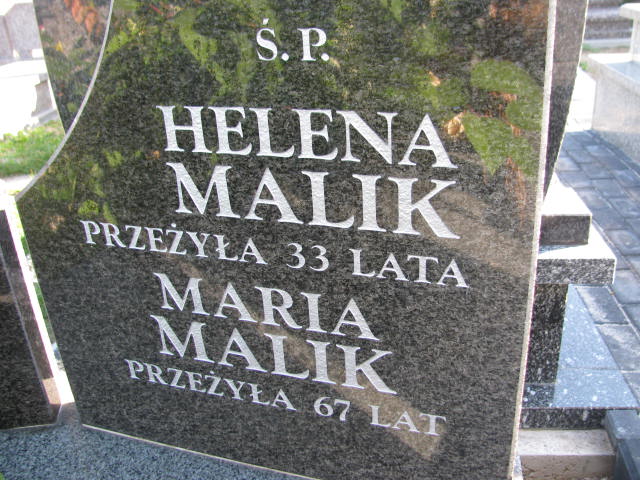 Ś.P.
HELENA
MALIK
PRZEŻYŁA 33 LATA
MARIA
MALIK
PRZEŻYŁA 67 LAT